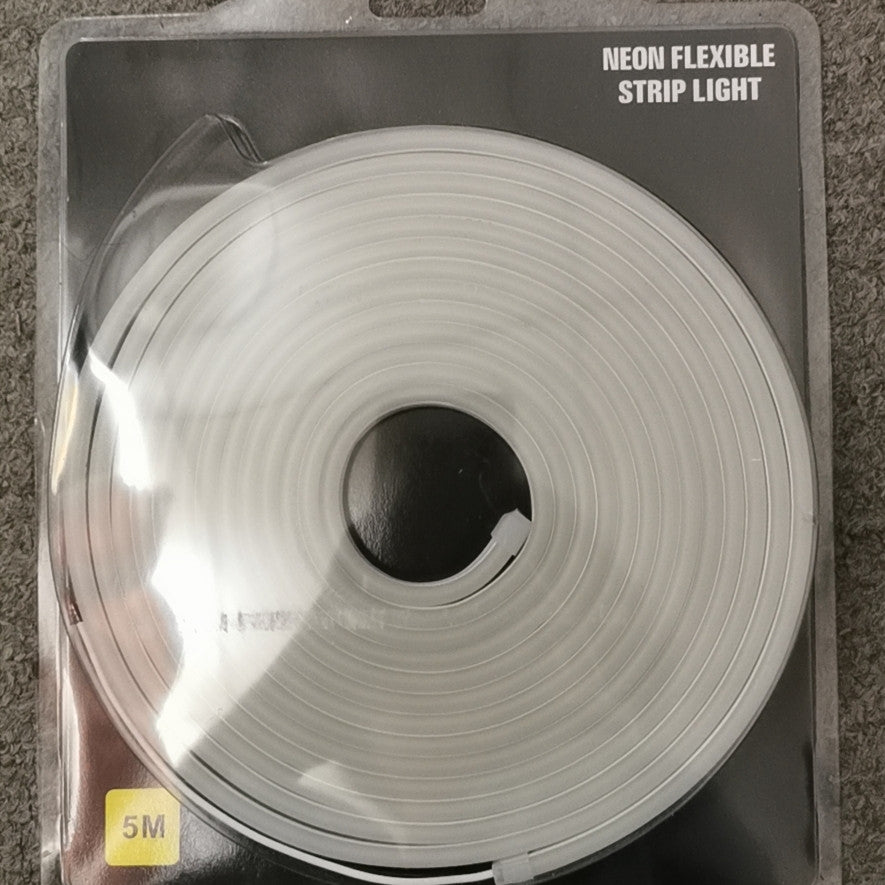 NEON FLEXIBLE
STRIP LIGHT
5M